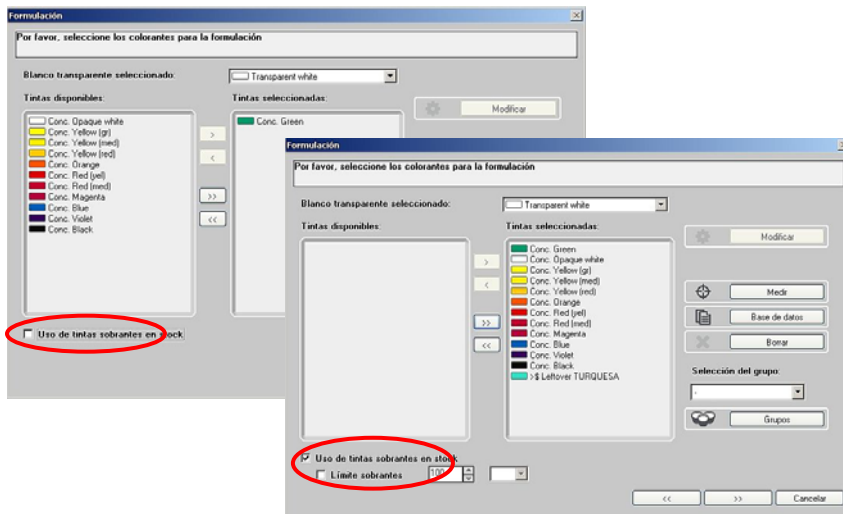 Formulación
Por favor, seleccione los colorantes para la formulación
Blanco transparente seleccionado:
Transparent white
Tintas disponibles:
Tintas seleccionadas:
Conc. Opaque white
Conc. Yellow (gr)
Conc. Yellow (med)
Conc. Yellow (red)
Conc. Orange
Conc. Red (yel)
Conc. Red (med)
Conc. Magenta
Conc. Blue
Conc. Violet
Conc. Black
>
<
>>
<<
Conc. Green
Modificar
Uso de tintas sobrantes en stock
Formulación
Por favor, seleccione los colorantes para la formulación
Blanco transparente seleccionado:
Transparent white
Tintas disponibles:
Tintas seleccionadas:
>
<
>>
<<
Conc. Green
Conc. Opaque white
Conc. Yellow (gr)
Conc. Yellow (med)
Conc. Yellow (red)
Conc. Orange
Conc. Red (yel)
Conc. Red (med)
Conc. Magenta
Conc. Blue
Conc. Violet
Conc. Black
>$ Leftover TURQUESA
Modificar
Medir
Base de datos
Borrar
Selección del grupo:
-
Grupos
Uso de tintas sobrantes en stock
Límite sobrantes
100
<<
>>
Cancelar